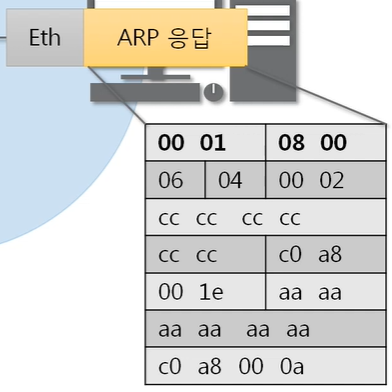 Eth ARP 응답
00 01 08 00
06 04 00 02
cc cc cc cc
cc cc c0 a8
00 1e aa aa
aa aa aa aa
c0 a8 00 0a